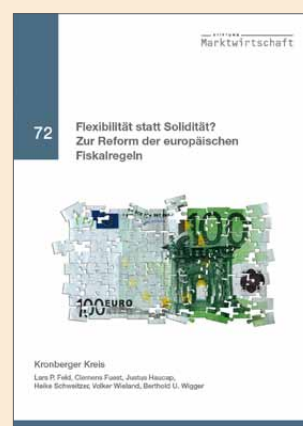 STIFTUNG
Marktwirtschaft
72
Flexibilität statt Solidität?
Zur Reform der europäischen
Fiskalregeln
100
100 EURO
Kronberger Kreis
Lars P. Feld, Clemens Fuest, Justus Haucap,
Heike Schweitzer, Volker Wieland, Berthold U. Wigger